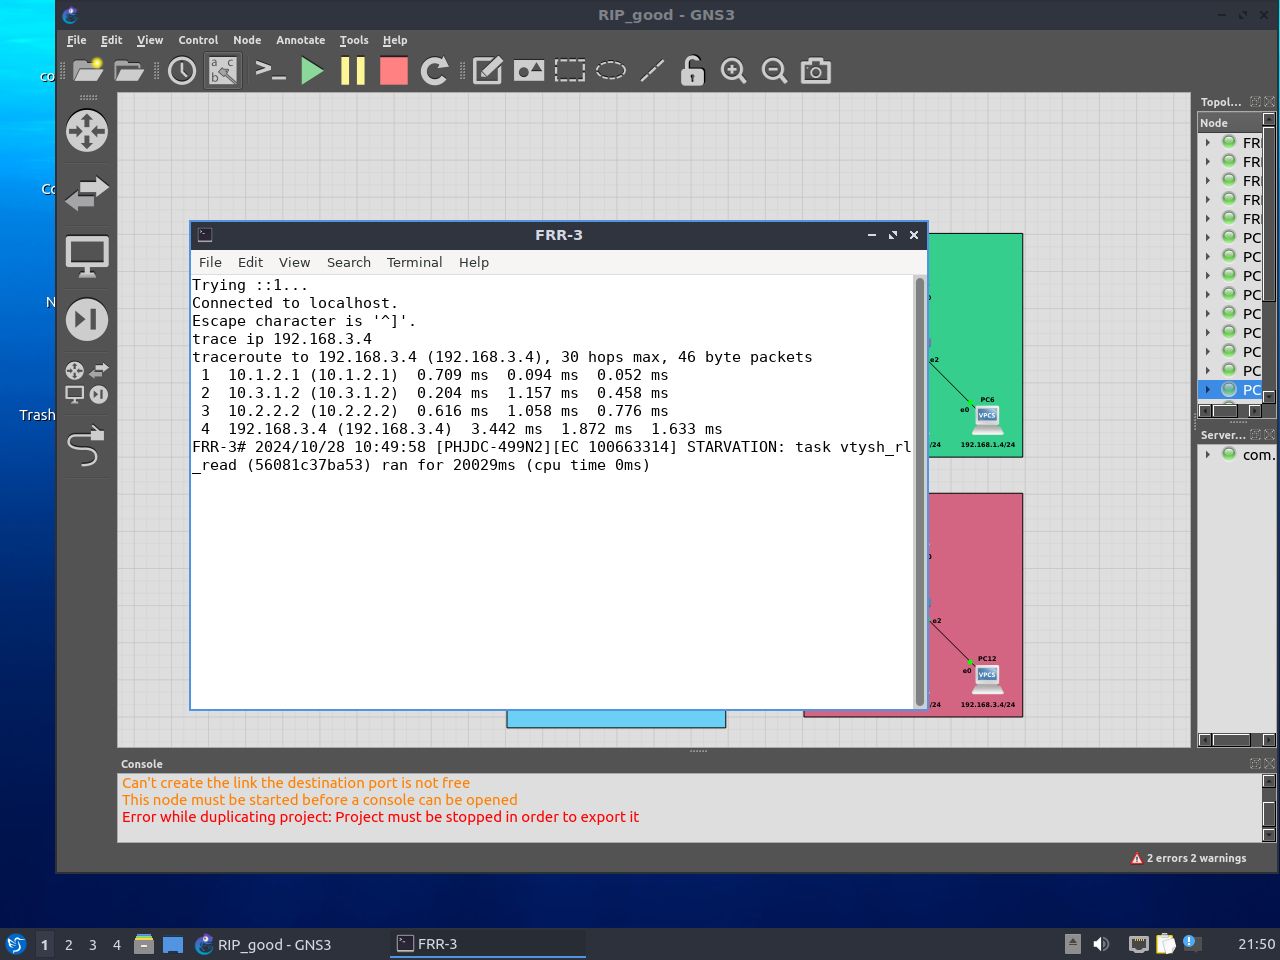 RIP_good - GNS3
File Edit View Control Node Annotate Tools Help
Topol...
Node
FRI
FRI
FRI
FRI
FRI
PC
PC
PC
PC
PC
PC
PC
PC
PC
Server...
com.
FRR-3
File Edit View Search Terminal Help
Trying ::1...
Connected to localhost.
Escape character is '^]'.
trace ip 192.168.3.4
traceroute to 192.168.3.4 (192.168.3.4), 30 hops max, 46 byte packets
1 10.1.2.1 (10.1.2.1) 0.709 ms 0.094 ms 0.052 ms
2 10.3.1.2 (10.3.1.2) 0.204 ms 1.157 ms 0.458 ms
3 10.2.2.2 (10.2.2.2) 0.616 ms 1.058 ms 0.776 ms
4 192.168.3.4 (192.168.3.4) 3.442 ms 1.872 ms 1.633 ms
FRR-3# 2024/10/28 10:49:58 [PHJDC-499N2][EC 100663314] STARVATION: task vtysh_rl
_read (56081c37ba53) ran for 20029ms (cpu time 0ms)
e2
PC6
e0
VPCS
/24 192.168.1.4/24
e2
PC12
e0
VPCS
/24 192.168.3.4/24
Console
Can't create the link the destination port is not free
This node must be started before a console can be opened
Error while duplicating project: Project must be stopped in order to export it
2 errors 2 warnings
co
Co
N
Trash
1 2 3 4 RIP_good - GNS3 FRR-3 21:50